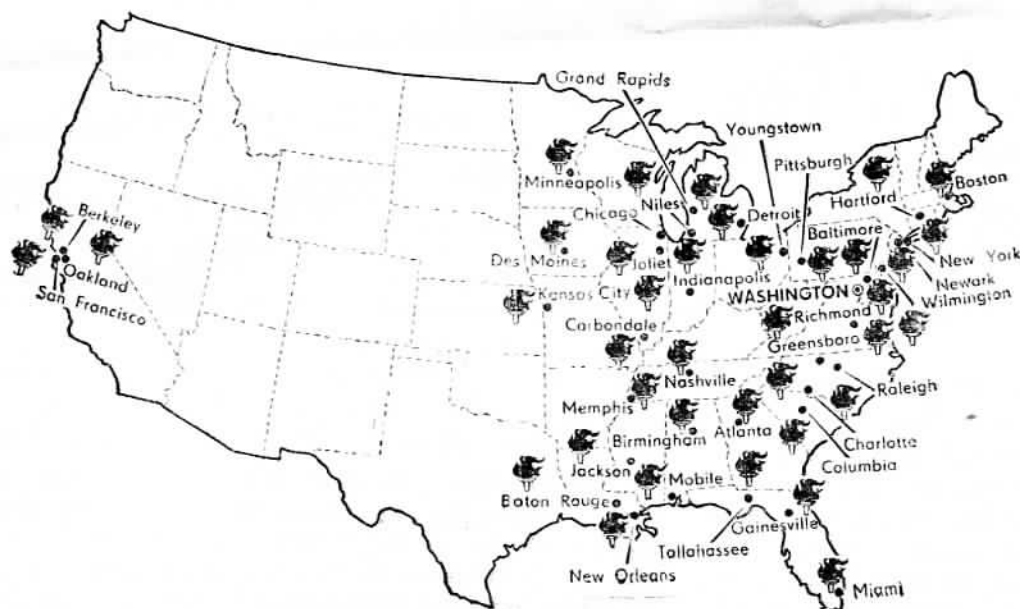 Grand Rapids
Youngstown
Pittsburgh
Minneapolis
Niles
Detroit
Hartford
Boston
Chicago
Baltimore
Berkeley
Des Moines
Joliet
Indianapolis
New York
Oakland
Newark
San Francisco
Kansas City
WASHINGTON
Wilmington
Carbondale
Richmond
Greensboro
Nashville
Raleigh
Memphis
Birmingham
Atlanta
Charlotte
Columbia
Jackson
Mobile
Baton Rouge
Gainesville
Tallahassee
New Orleans
Miami